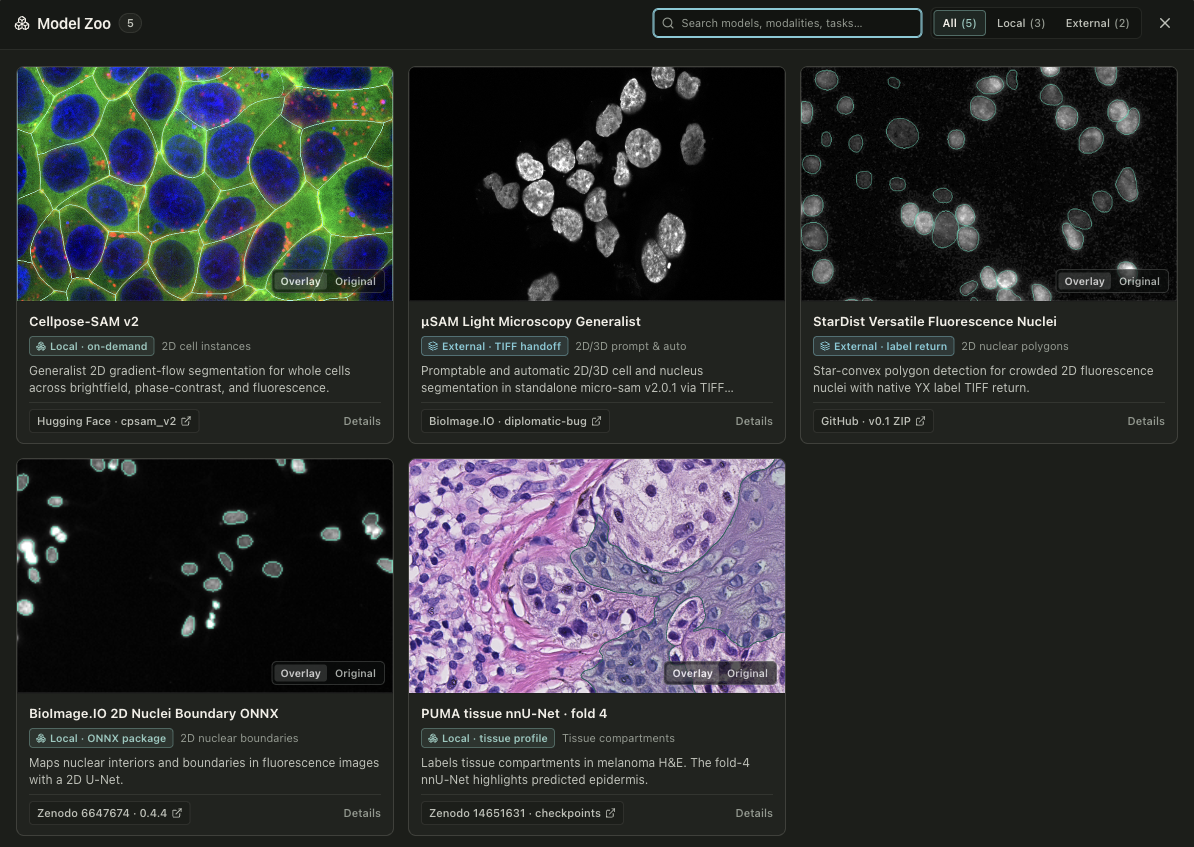 Model Zoo 5
Search models, modalities, tasks...
All (5) Local (3) External (2)
Overlay Original
Overlay Original
Cellpose-SAM v2
Local · on-demand 2D cell instances
Generalist 2D gradient-flow segmentation for whole cells
across brightfield, phase-contrast, and fluorescence.
Hugging Face · cpsam_v2 Details
μSAM Light Microscopy Generalist
External · TIFF handoff 2D/3D prompt & auto
Promptable and automatic 2D/3D cell and nucleus
segmentation in standalone micro-sam v2.0.1 via TIFF...
BioImage.IO · diplomatic-bug Details
StarDist Versatile Fluorescence Nuclei
External · label return 2D nuclear polygons
Star-convex polygon detection for crowded 2D fluorescence
nuclei with native YX label TIFF return.
GitHub · v0.1 ZIP Details
Overlay Original
Overlay Original
BioImage.IO 2D Nuclei Boundary ONNX
Local · ONNX package 2D nuclear boundaries
Maps nuclear interiors and boundaries in fluorescence images
with a 2D U-Net.
Zenodo 6647674 · 0.4.4 Details
PUMA tissue nnU-Net · fold 4
Local · tissue profile Tissue compartments
Labels tissue compartments in melanoma H&E. The fold-4
nnU-Net highlights predicted epidermis.
Zenodo 14651631 · checkpoints Details